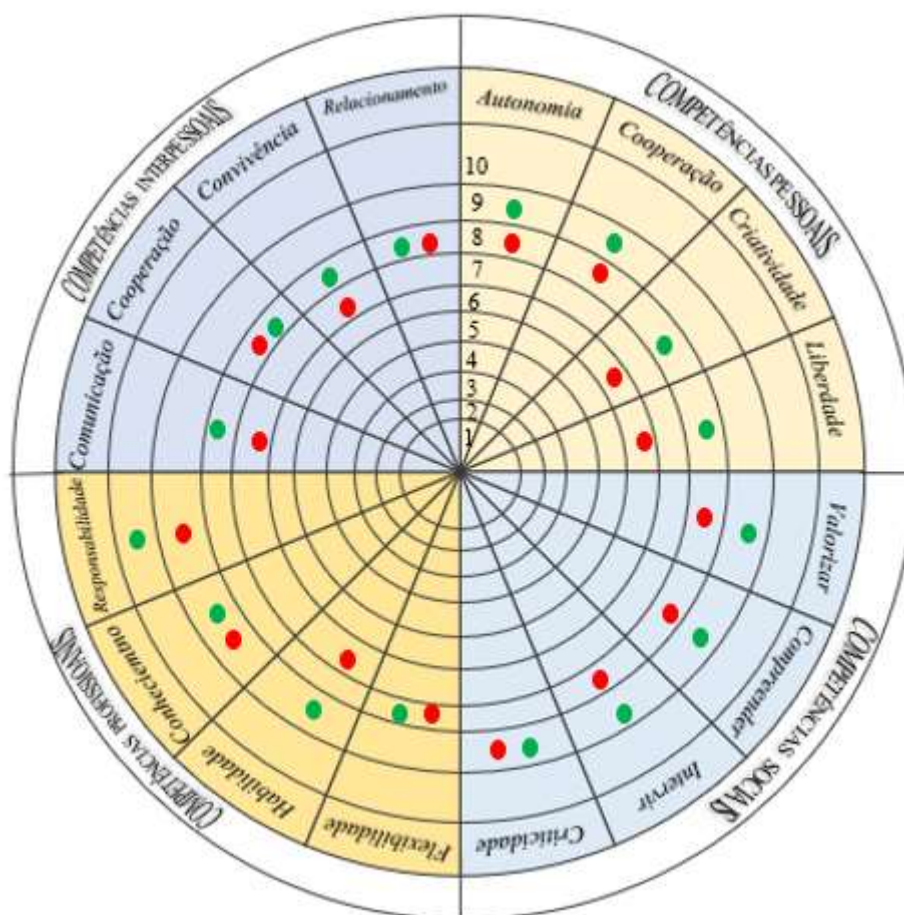 COMPETÊNCIAS INTERPESSOAIS
Relacionamento
Convivência
Cooperação
Comunicação
COMPETÊNCIAS PESSOAIS
Autonomia
Cooperação
Criatividade
Liberdade
10
9
8
7
6
5
4
3
2
1
Responsabilidade
Conheciemtno
Habilidade
Flexibilidade
COMPETÊNCIAS PROFISSIONAIS
Valorizar
Compreender
Intervir
Criticidade
COMPETÊNCIAS SOCIAIS